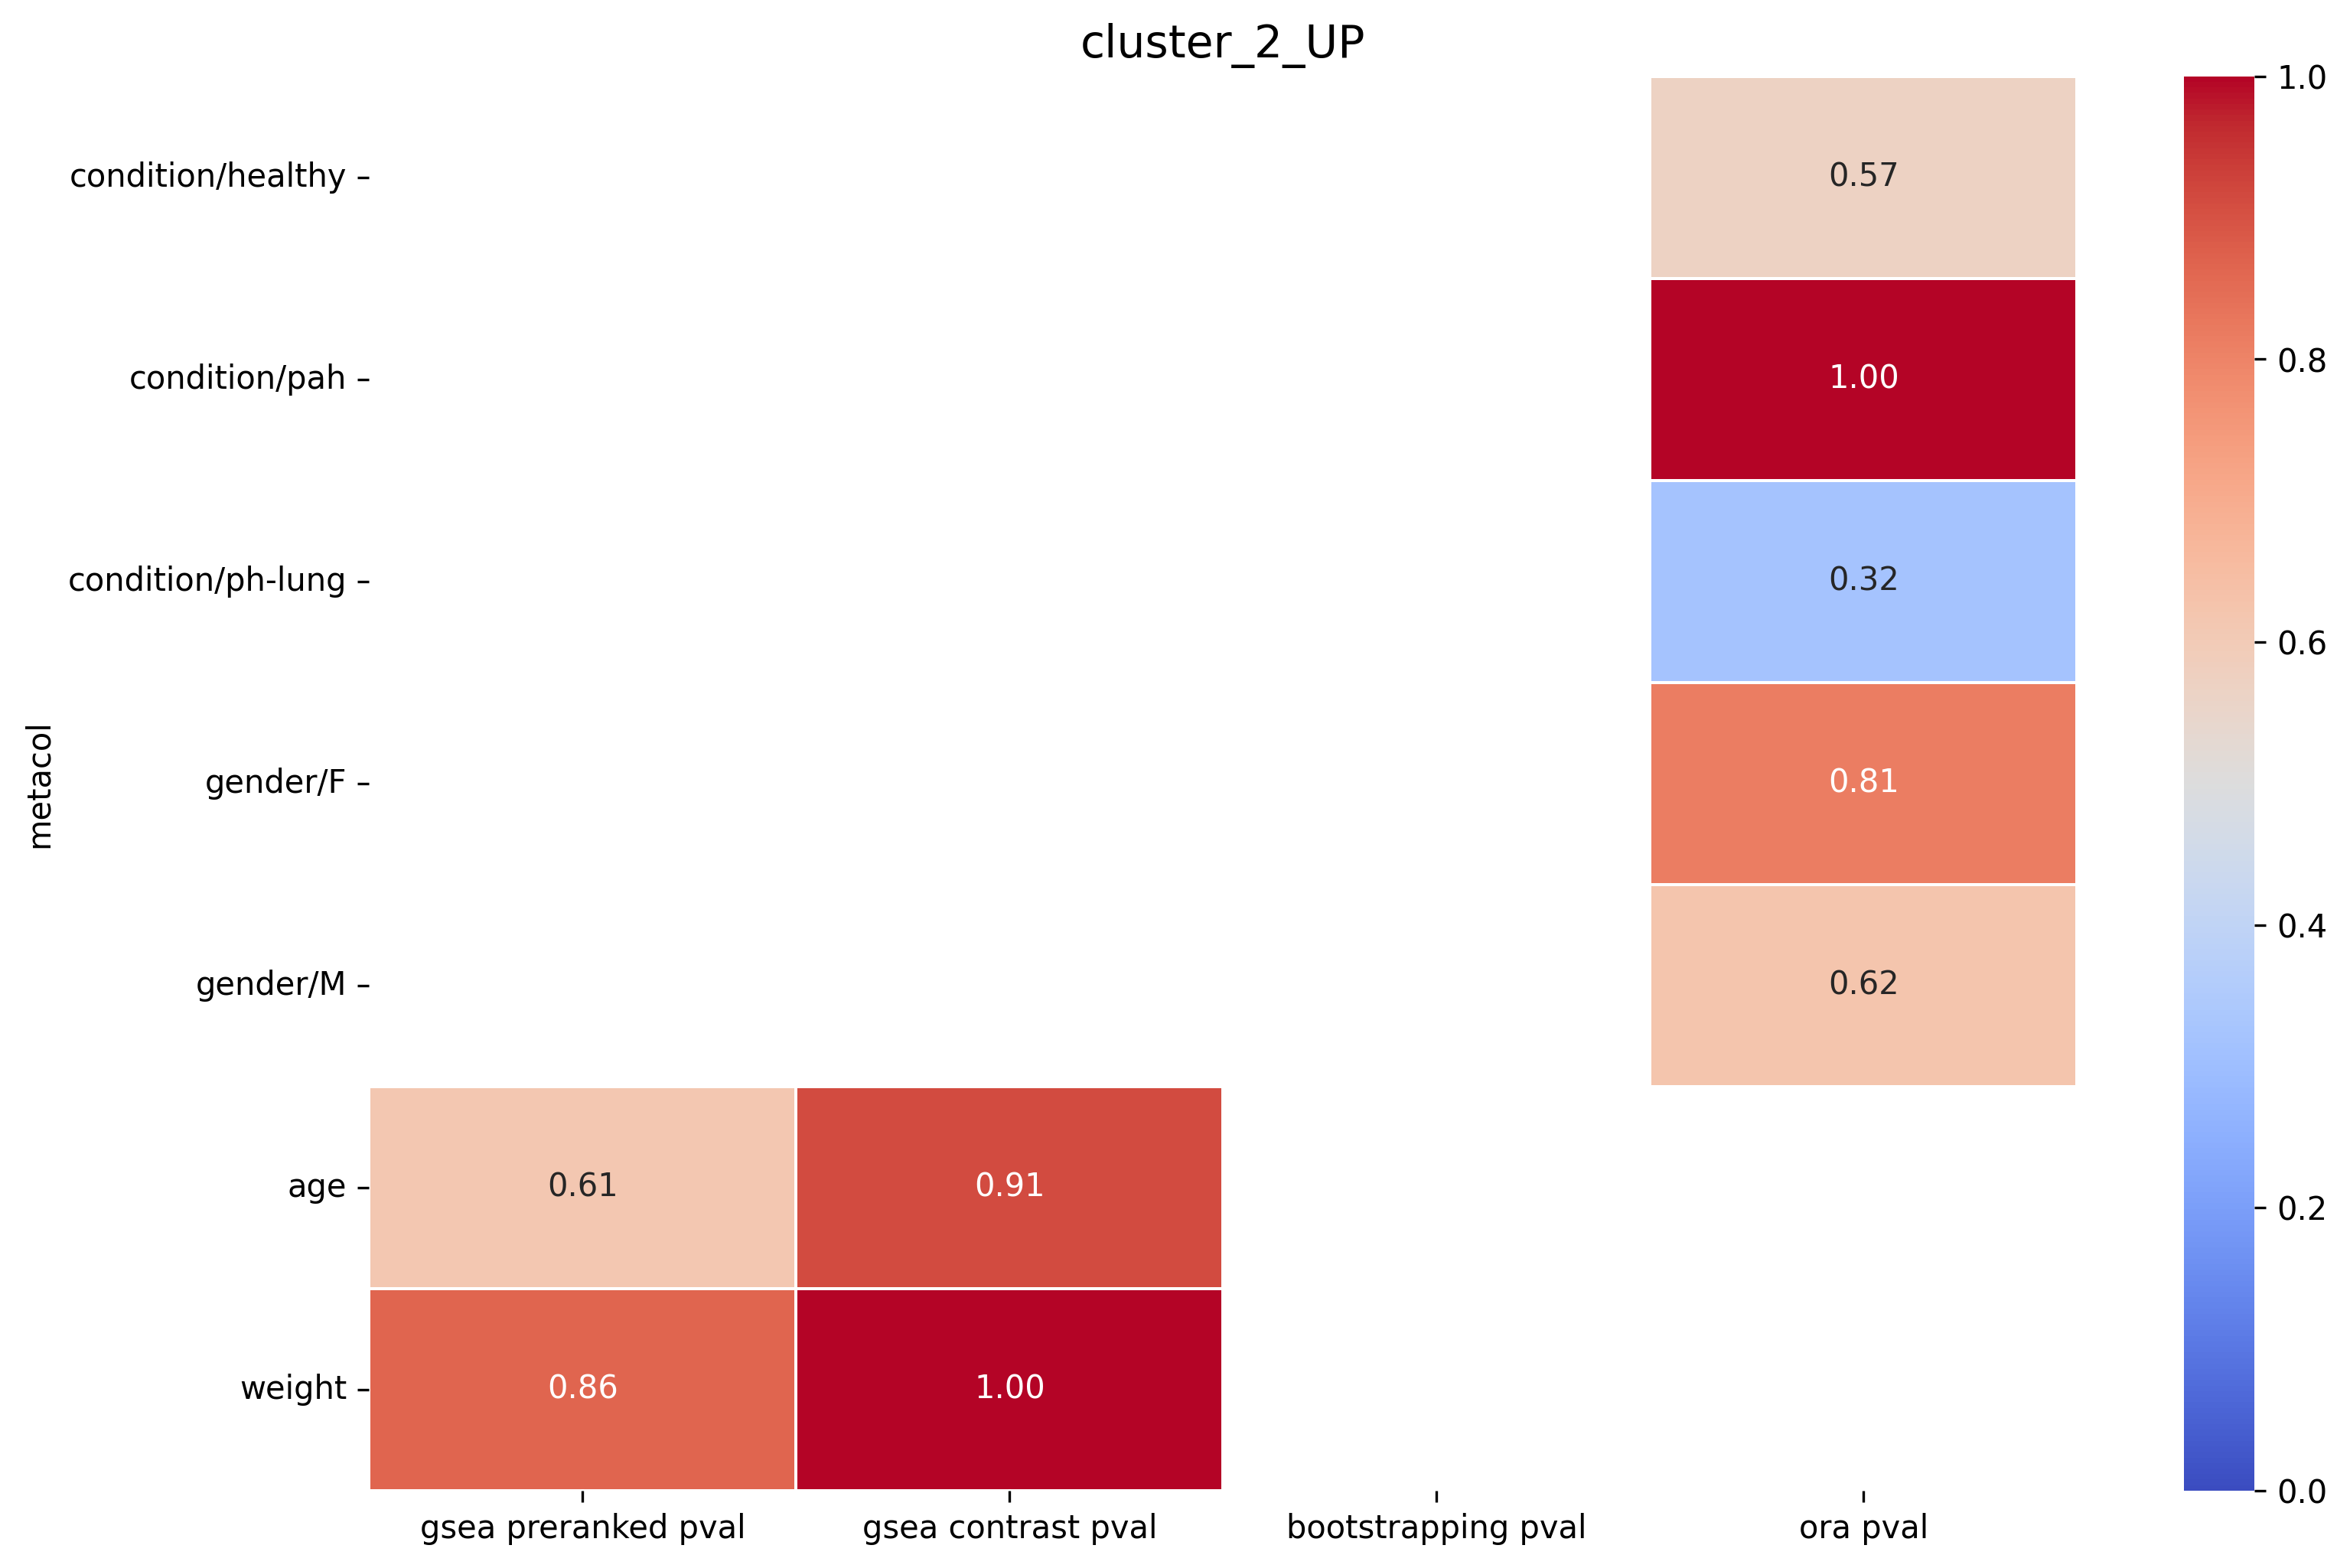 cluster_2_UP
metacol
condition/healthy
0.57
condition/pah
1.00
condition/ph-lung
0.32
gender/F
0.81
gender/M
0.62
age
0.61
0.91
weight
0.86
1.00
gsea preranked pval
gsea contrast pval
bootstrapping pval
ora pval
1.0
0.8
0.6
0.4
0.2
0.0